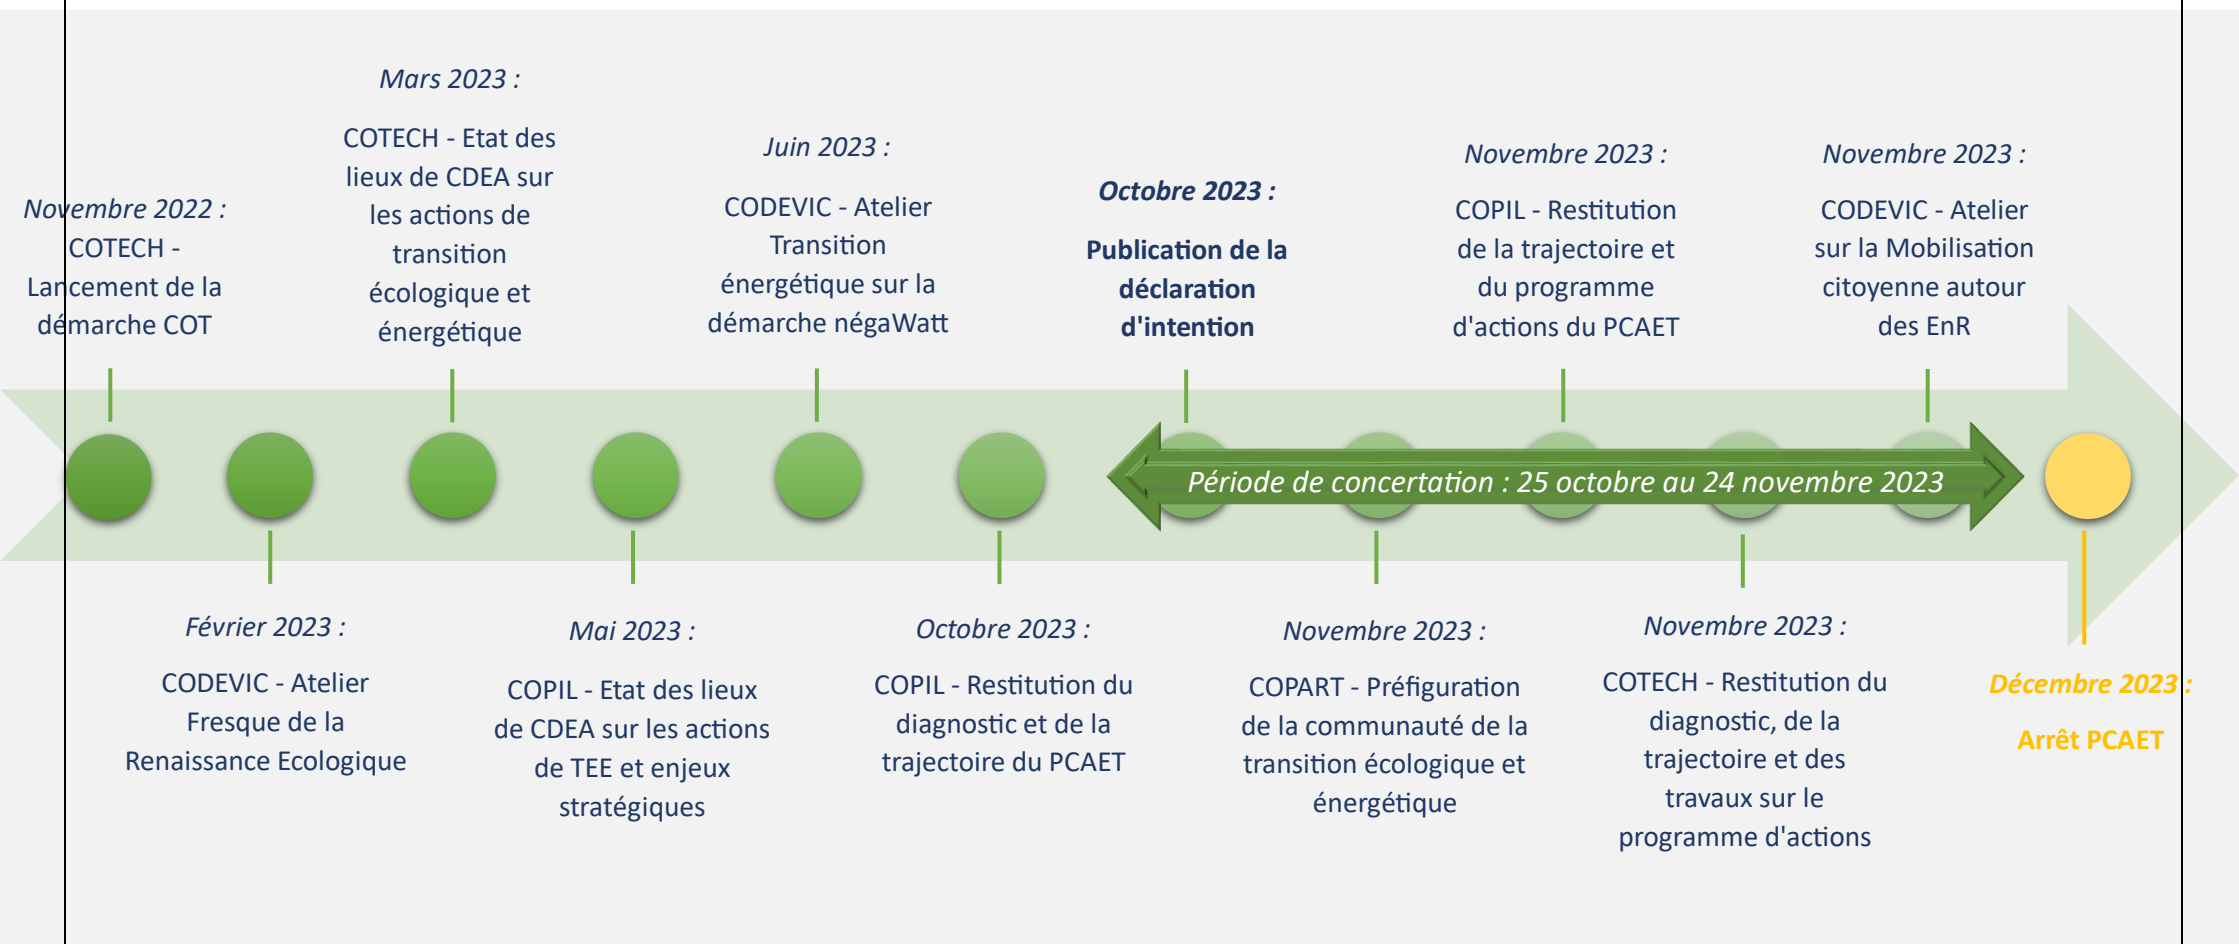 Novembre 2022 :
COTECH -
Lancement de la
démarche COT
Mars 2023 :
COTECH - Etat des
lieux de CDEA sur
les actions de
transition
écologique et
énergétique
Juin 2023 :
CODEVIC - Atelier
Transition
énergétique sur la
démarche négaWatt
Octobre 2023 :
Publication de la
déclaration
d'intention
Novembre 2023 :
COPIL - Restitution
de la trajectoire et
du programme
d'actions du PCAET
Novembre 2023 :
CODEVIC - Atelier
sur la Mobilisation
citoyenne autour
des EnR
Période de concertation : 25 octobre au 24 novembre 2023
Février 2023 :
CODEVIC - Atelier
Fresque de la
Renaissance Ecologique
Mai 2023 :
COPIL - Etat des lieux
de CDEA sur les actions
de TEE et enjeux
stratégiques
Octobre 2023 :
COPIL - Restitution du
diagnostic et de la
trajectoire du PCAET
Novembre 2023 :
COPART - Préfiguration
de la communauté de la
transition écologique et
énergétique
Novembre 2023 :
COTECH - Restitution du
diagnostic, de la
trajectoire et des
travaux sur le
programme d'actions
Décembre 2023 :
Arrêt PCAET